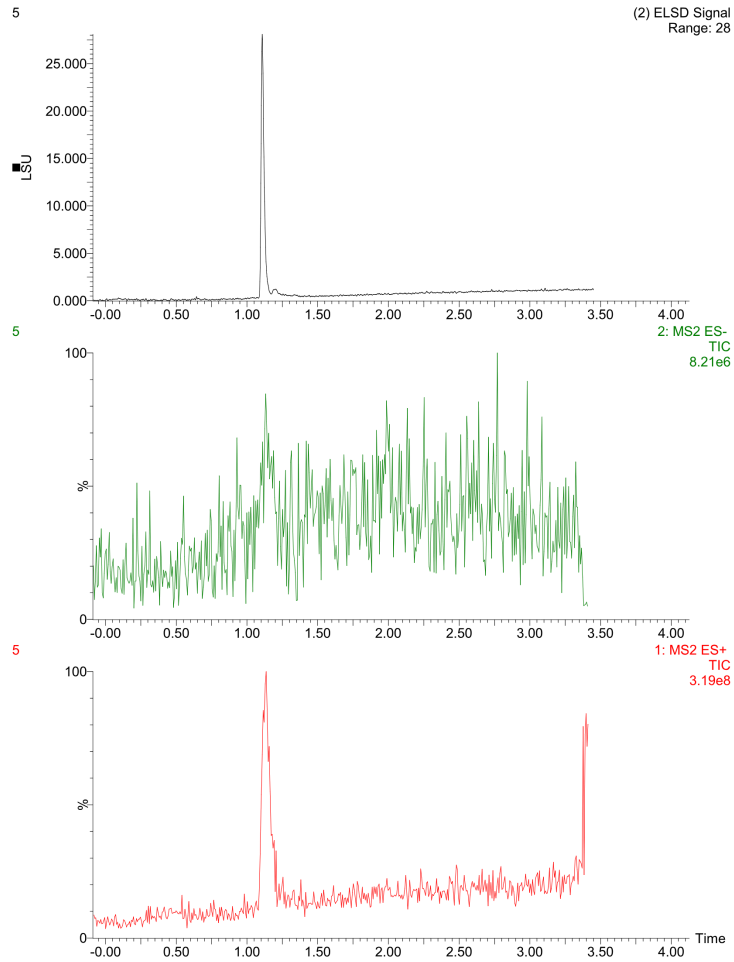 5
(2) ELSD Signal
Range: 28
LSU
25.000
20.000
15.000
10.000
5.000
0.000
-0.00 0.50 1.00 1.50 2.00 2.50 3.00 3.50 4.00
5
2: MS2 ES-
TIC
8.21e6
100
%
0
-0.00 0.50 1.00 1.50 2.00 2.50 3.00 3.50 4.00
5
1: MS2 ES+
TIC
3.19e8
100
%
0
Time
-0.00 0.50 1.00 1.50 2.00 2.50 3.00 3.50 4.00